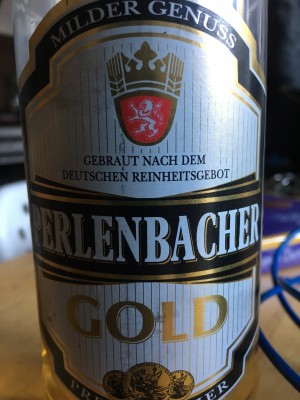 MILDER GENUSS
GEBRAUT NACH DEM
DEUTSCHEN REINHEITSGEBOT
PERLENBACHER
GOLD